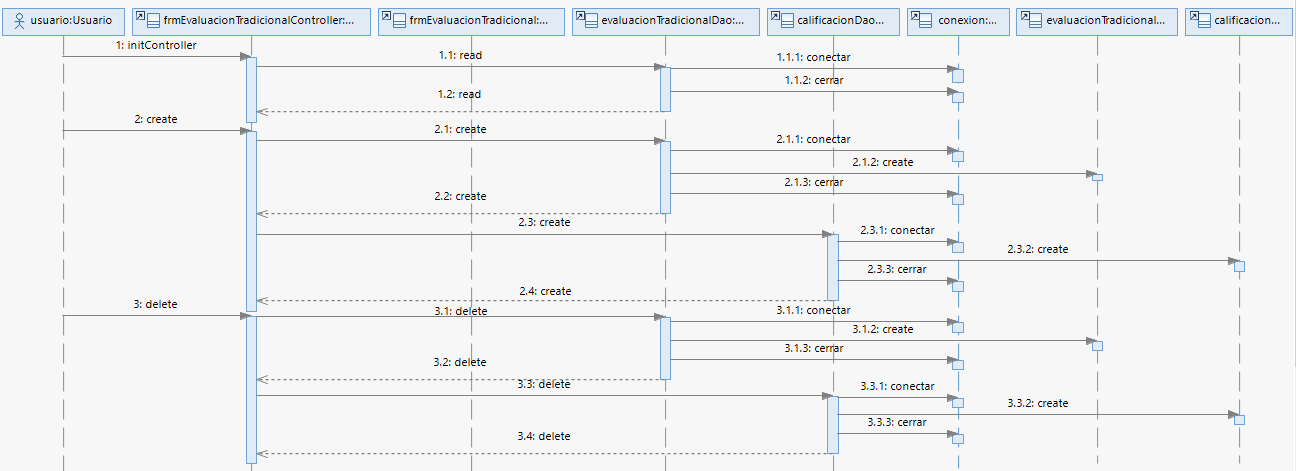 usuario:Usuario
frmEvaluacionTradicionalController:...
frmEvaluacionTradicional:...
evaluacionTradicionalDao:...
calificacionDao...
conexion:...
evaluacionTradicional...
calificacion...
1: initController
1.1: read
1.1.1: conectar
1.1.2: cerrar
1.2: read
2: create
2.1: create
2.1.1: conectar
2.1.2: create
2.1.3: cerrar
2.2: create
2.3: create
2.3.1: conectar
2.3.2: create
2.3.3: cerrar
2.4: create
3: delete
3.1: delete
3.1.1: conectar
3.1.2: create
3.1.3: cerrar
3.2: delete
3.3: delete
3.3.1: conectar
3.3.2: create
3.3.3: cerrar
3.4: delete